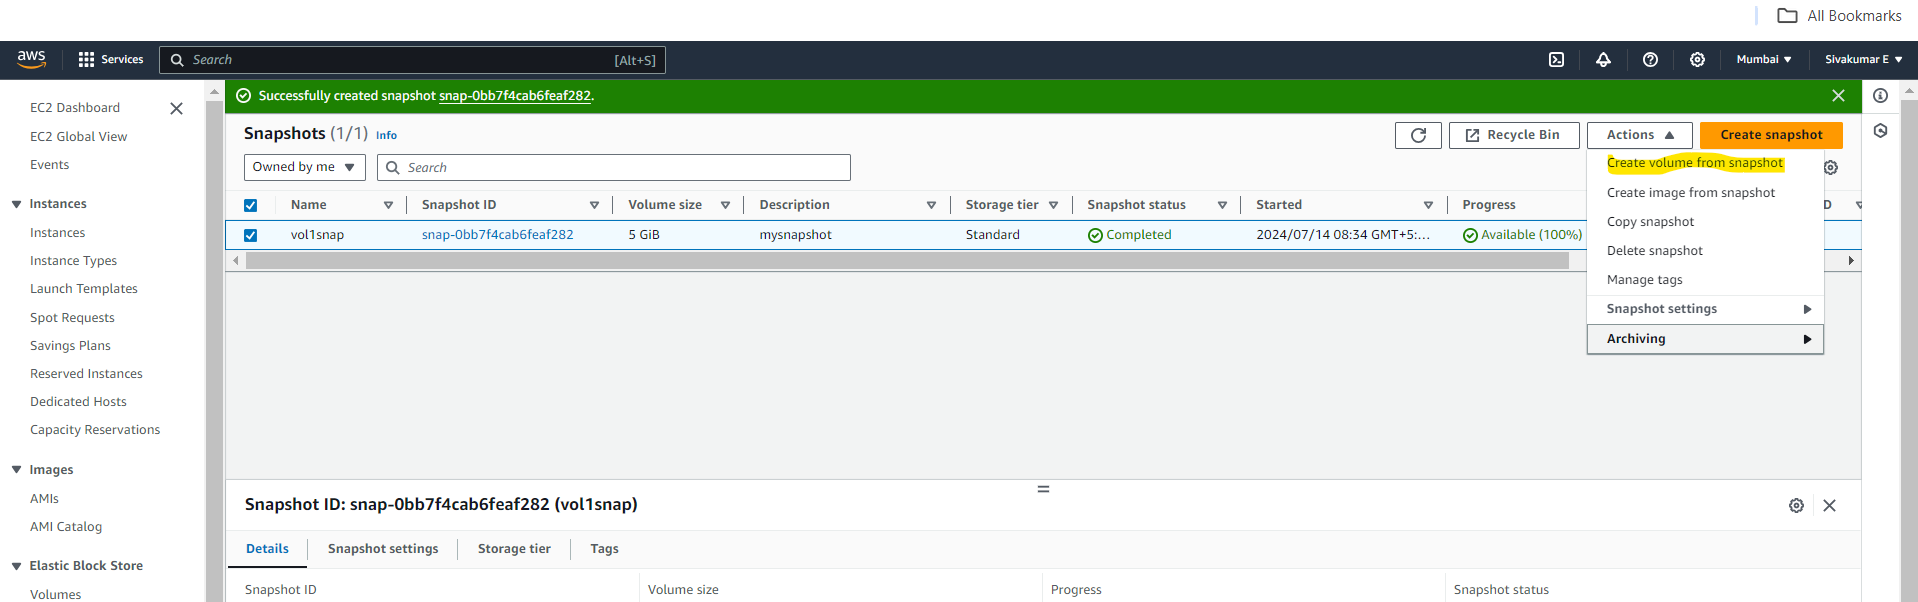 All Bookmarks
aws Services Search [Alt+S] Mumbai Sivakumar E
EC2 Dashboard
EC2 Global View
Events
Instances
Instances
Instance Types
Launch Templates
Spot Requests
Savings Plans
Reserved Instances
Dedicated Hosts
Capacity Reservations
Images
AMIs
AMI Catalog
Elastic Block Store
Volumes
Successfully created snapshot snap-0bb7f4cab6feaf282.
Snapshots (1/1) Info
Recycle Bin Actions Create snapshot
Owned by me Search
Name Snapshot ID Volume size Description Storage tier Snapshot status Started Progress
vol1snap snap-0bb7f4cab6feaf282 5 GiB mysnapshot Standard Completed 2024/07/14 08:34 GMT+5:... Available (100%)
Create volume from snapshot
Create image from snapshot
Copy snapshot
Delete snapshot
Manage tags
Snapshot settings
Archiving
Snapshot ID: snap-0bb7f4cab6feaf282 (vol1snap)
Details Snapshot settings Storage tier Tags
Snapshot ID Volume size Progress Snapshot status